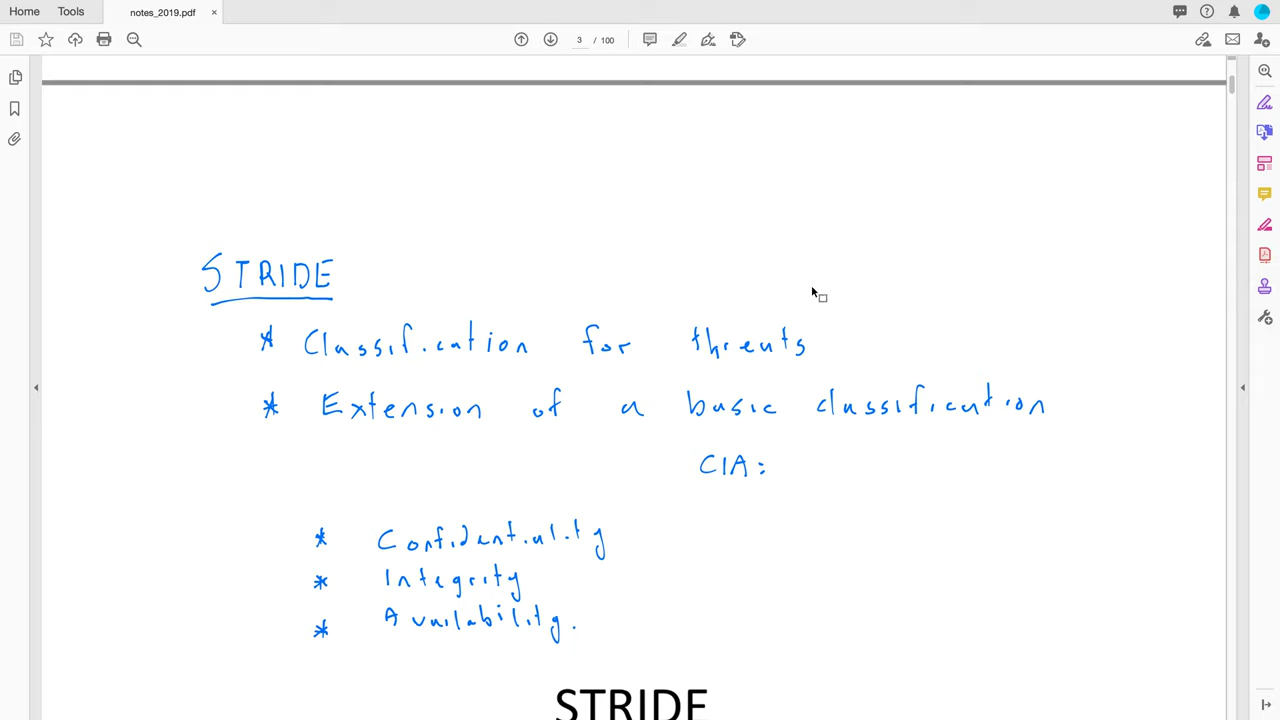 Home Tools notes_2019.pdf ×
3 / 100
STRIDE
* Classification for threats
* Extension of a basic classification
CIA:
* Confidentiality
* Integrity
* Availability.
STRIDE